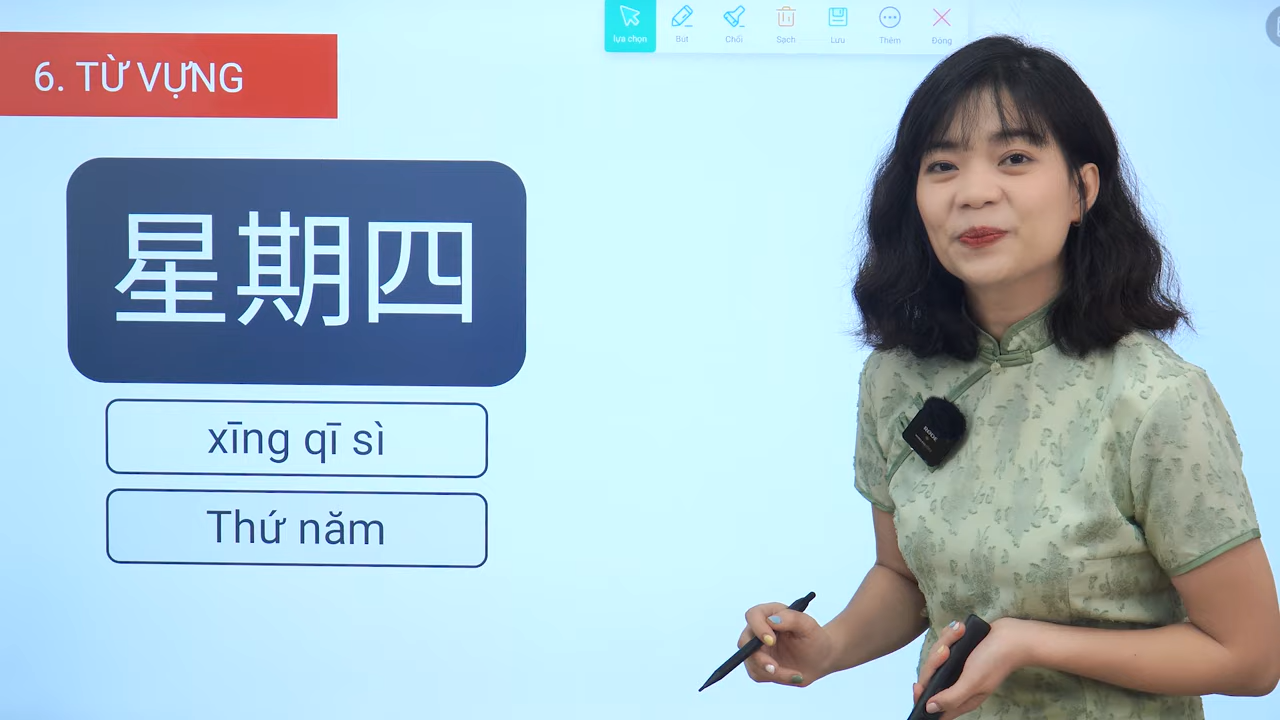 lựa chọn
Bút
Chổi
Sạch
Lưu
Thêm
Đóng
6. TỪ VỰNG
星期四
xīng qī sì
Thứ năm